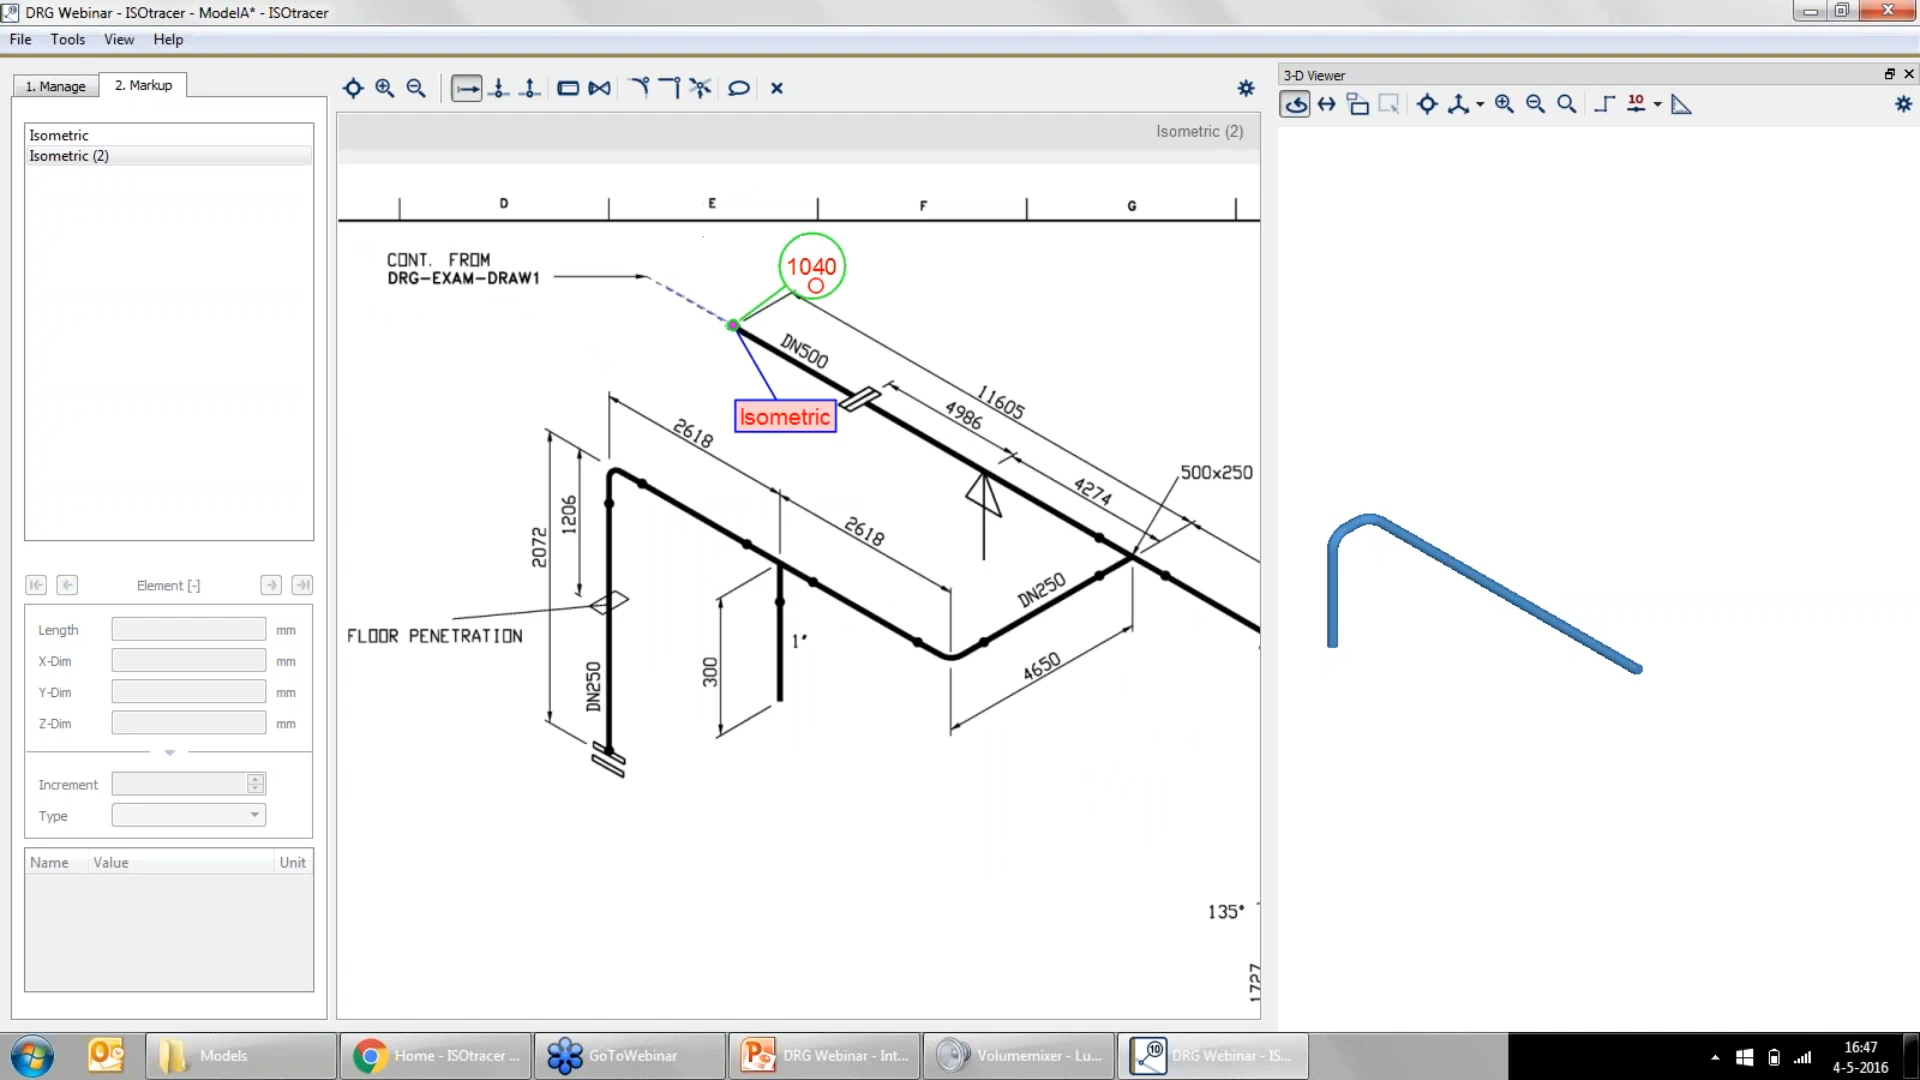 DRG Webinar - ISOtracer - ModelA* - ISOtracer
File Tools View Help
1. Manage
2. Markup
3-D Viewer
10
Isometric
Isometric (2)
Isometric (2)
D E F G
CONT. FROM
DRG-EXAM-DRAW1
1040
DN500
11605
4986
Isometric
2618
4274
500x250
1206
2072
2618
DN250
FLOOR PENETRATION
1"
300
DN250
4650
135°
1727
Element [-]
Length mm
X-Dim mm
Y-Dim mm
Z-Dim mm
Increment
Type
Name Value Unit
Models
Home - ISOtracer ...
GoToWebinar
DRG Webinar - Int...
Volumemixer - Lu...
10
DRG Webinar - IS...
16:47
4-5-2016